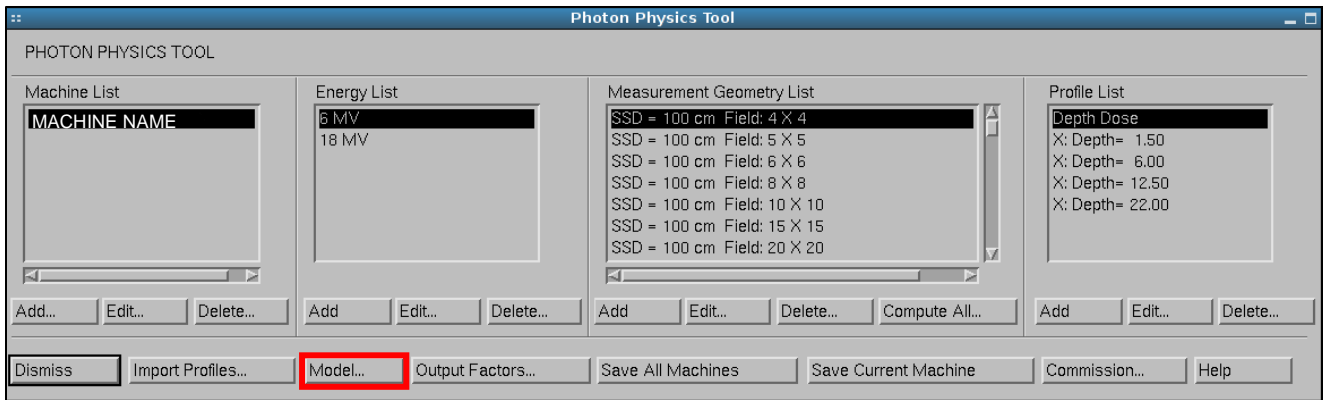 Photon Physics Tool
PHOTON PHYSICS TOOL
Machine List
MACHINE NAME
Energy List
6 MV
18 MV
Measurement Geometry List
SSD = 100 cm Field: 4 X 4
SSD = 100 cm Field: 5 X 5
SSD = 100 cm Field: 6 X 6
SSD = 100 cm Field: 8 X 8
SSD = 100 cm Field: 10 X 10
SSD = 100 cm Field: 15 X 15
SSD = 100 cm Field: 20 X 20
Profile List
Depth Dose
X: Depth= 1.50
X: Depth= 6.00
X: Depth= 12.50
X: Depth= 22.00
Add... Edit... Delete... Add Edit... Delete... Add Edit... Delete... Compute All... Add Edit... Delete...
Dismiss Import Profiles... Model... Output Factors... Save All Machines Save Current Machine Commission... Help